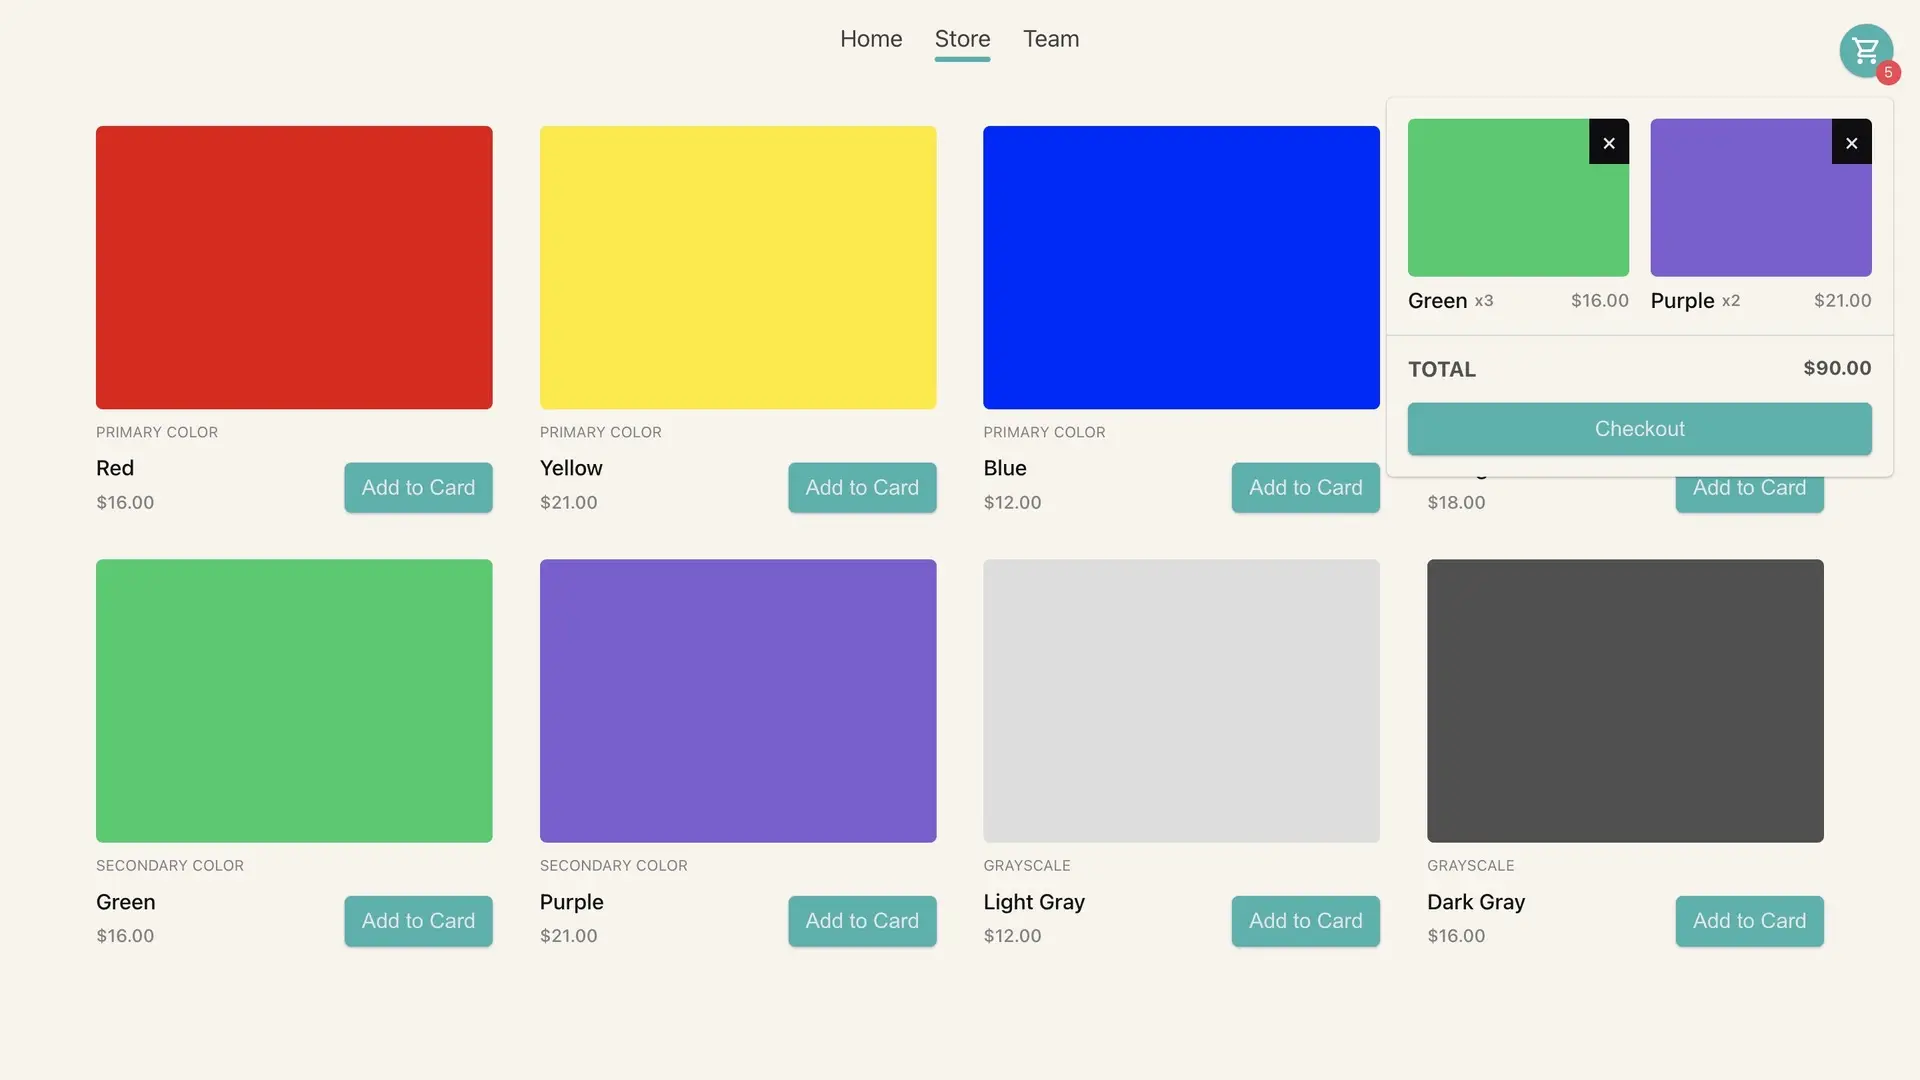 Home Store Team
5
Green x3 $16.00
Purple x2 $21.00
TOTAL $90.00
Checkout
PRIMARY COLOR
Red
$16.00
Add to Card
PRIMARY COLOR
Yellow
$21.00
Add to Card
PRIMARY COLOR
Blue
$12.00
Add to Card
$18.00
Add to Card
SECONDARY COLOR
Green
$16.00
Add to Card
SECONDARY COLOR
Purple
$21.00
Add to Card
GRAYSCALE
Light Gray
$12.00
Add to Card
GRAYSCALE
Dark Gray
$16.00
Add to Card